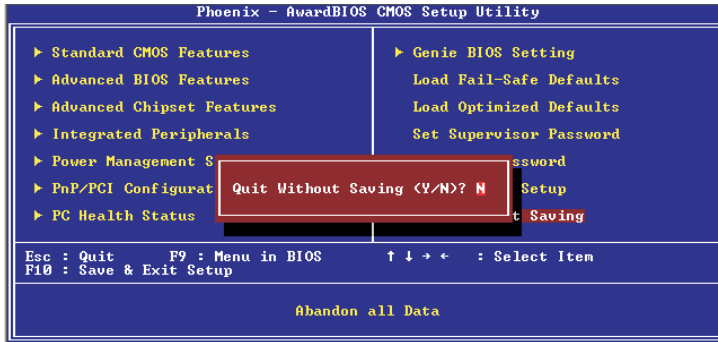 Phoenix - AwardBIOS CMOS Setup Utility
► Standard CMOS Features
► Advanced BIOS Features
► Advanced Chipset Features
► Integrated Peripherals
► Power Management S
► PnP/PCI Configurat
► PC Health Status
► Genie BIOS Setting
Load Fail-Safe Defaults
Load Optimized Defaults
Set Supervisor Password
ssword
Setup
t Saving
Quit Without Saving (Y/N)? N
Esc : Quit F9 : Menu in BIOS ↑ ↓ → ← : Select Item
F10 : Save & Exit Setup
Abandon all Data